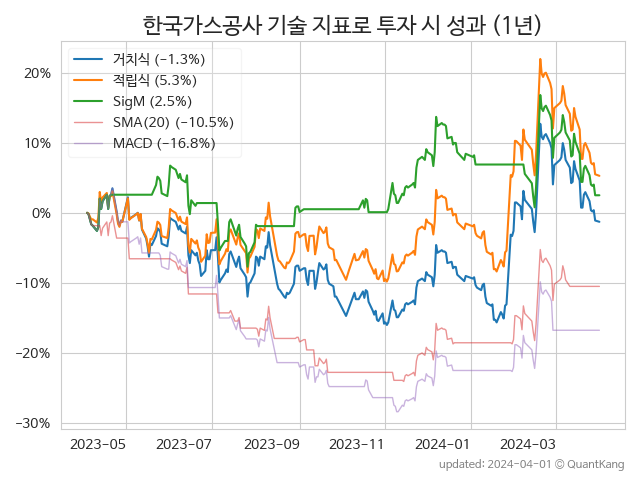 한국가스공사 기술 지표로 투자 시 성과 (1년)
거치식 (−1.3%)
적립식 (5.3%)
SigM (2.5%)
SMA(20) (−10.5%)
MACD (−16.8%)
20%
10%
0%
−10%
−20%
−30%
2023-05 2023-07 2023-09 2023-11 2024-01 2024-03
updated: 2024-04-01 © QuantKang